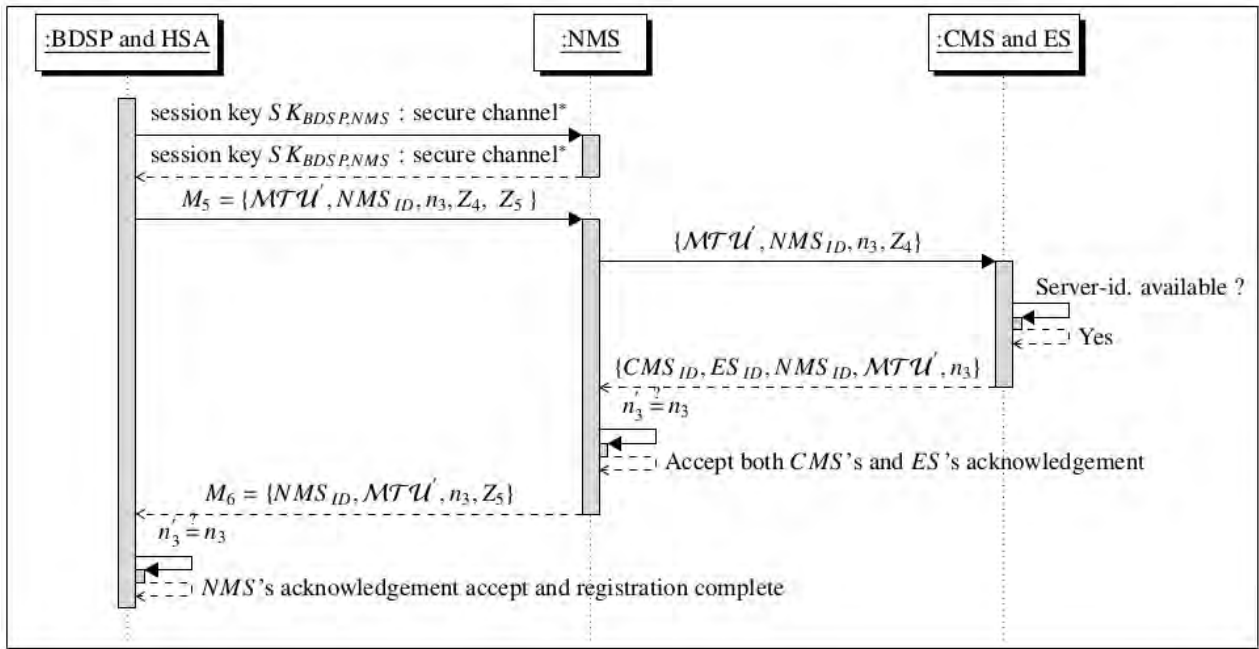 :BDSP and HSA
:NMS
:CMS and ES
session key SK_{BDSP,NMS} : secure channel*
session key SK_{BDSP,NMS} : secure channel*
M_5 = {MTU', NMS_{ID}, n_3, Z_4, Z_5 }
{MTU', NMS_{ID}, n_3, Z_4}
Server-id. available ?
Yes
{CMS_{ID}, ES_{ID}, NMS_{ID}, MTU', n_3}
n_3' ≟ n_3
Accept both CMS's and ES's acknowledgement
M_6 = {NMS_{ID}, MTU', n_3, Z_5}
n_3' ≟ n_3
NMS's acknowledgement accept and registration complete